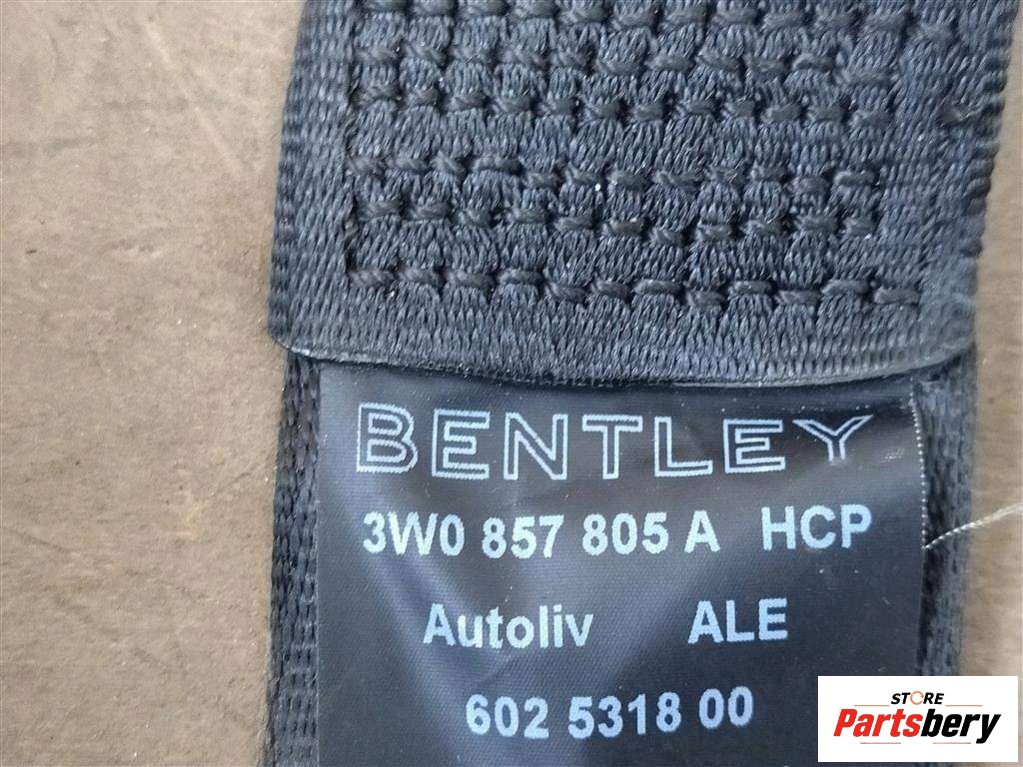 BENTLEY
3W0 857 805 A HCP
Autoliv ALE
602 5318 00
STORE
Partsbery